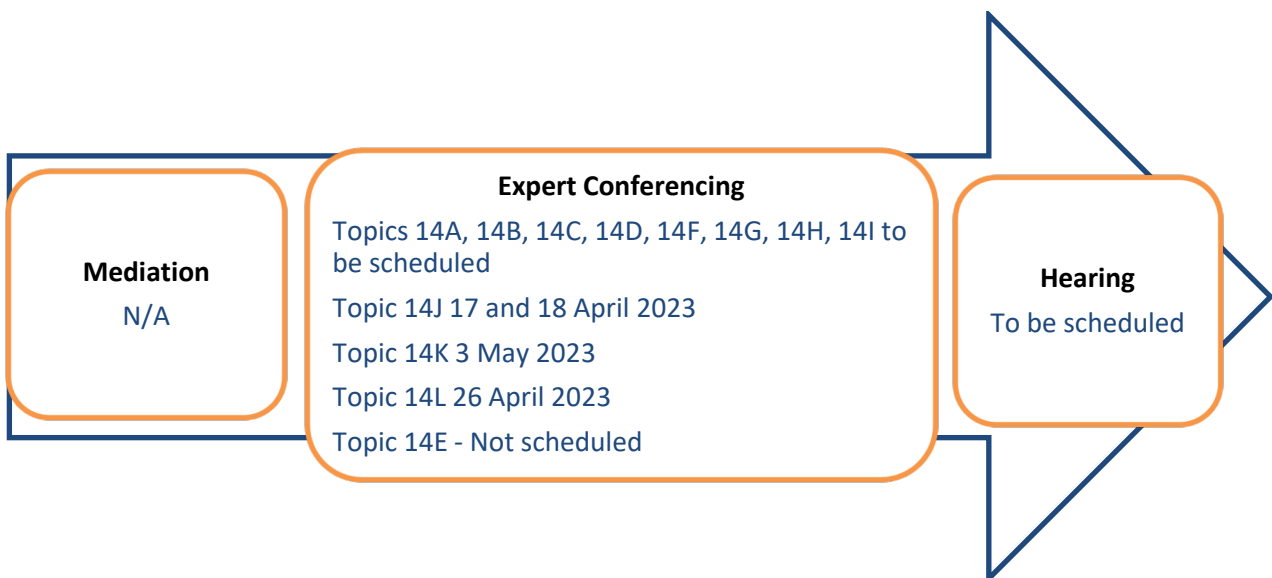 Mediation
N/A
Expert Conferencing
Topics 14A, 14B, 14C, 14D, 14F, 14G, 14H, 14I to
be scheduled
Topic 14J 17 and 18 April 2023
Topic 14K 3 May 2023
Topic 14L 26 April 2023
Topic 14E - Not scheduled
Hearing
To be scheduled